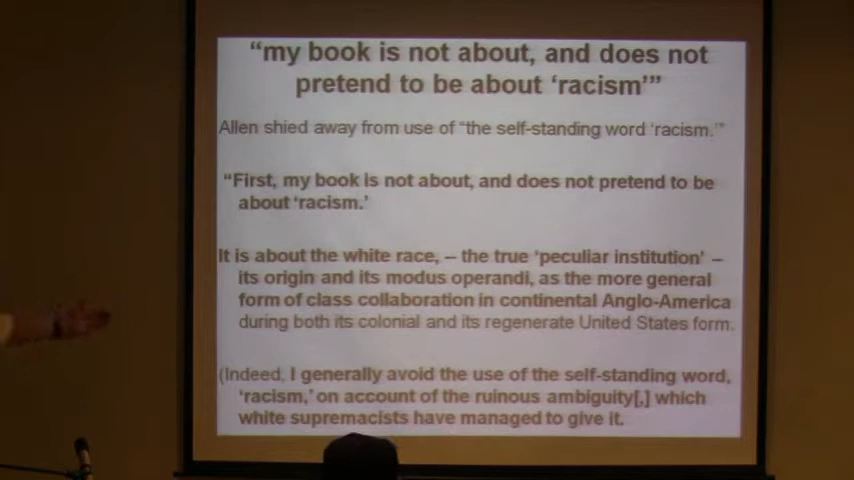 “my book is not about, and does not
pretend to be about ‘racism’”
Allen shied away from use of “the self-standing word ‘racism.’”
“First, my book is not about, and does not pretend to be
about ‘racism.’
It is about the white race, – the true ‘peculiar institution’ –
its origin and its modus operandi, as the more general
form of class collaboration in continental Anglo-America
during both its colonial and its regenerate United States form.
(Indeed, I generally avoid the use of the self-standing word,
‘racism,’ on account of the ruinous ambiguity[,] which
white supremacists have managed to give it.